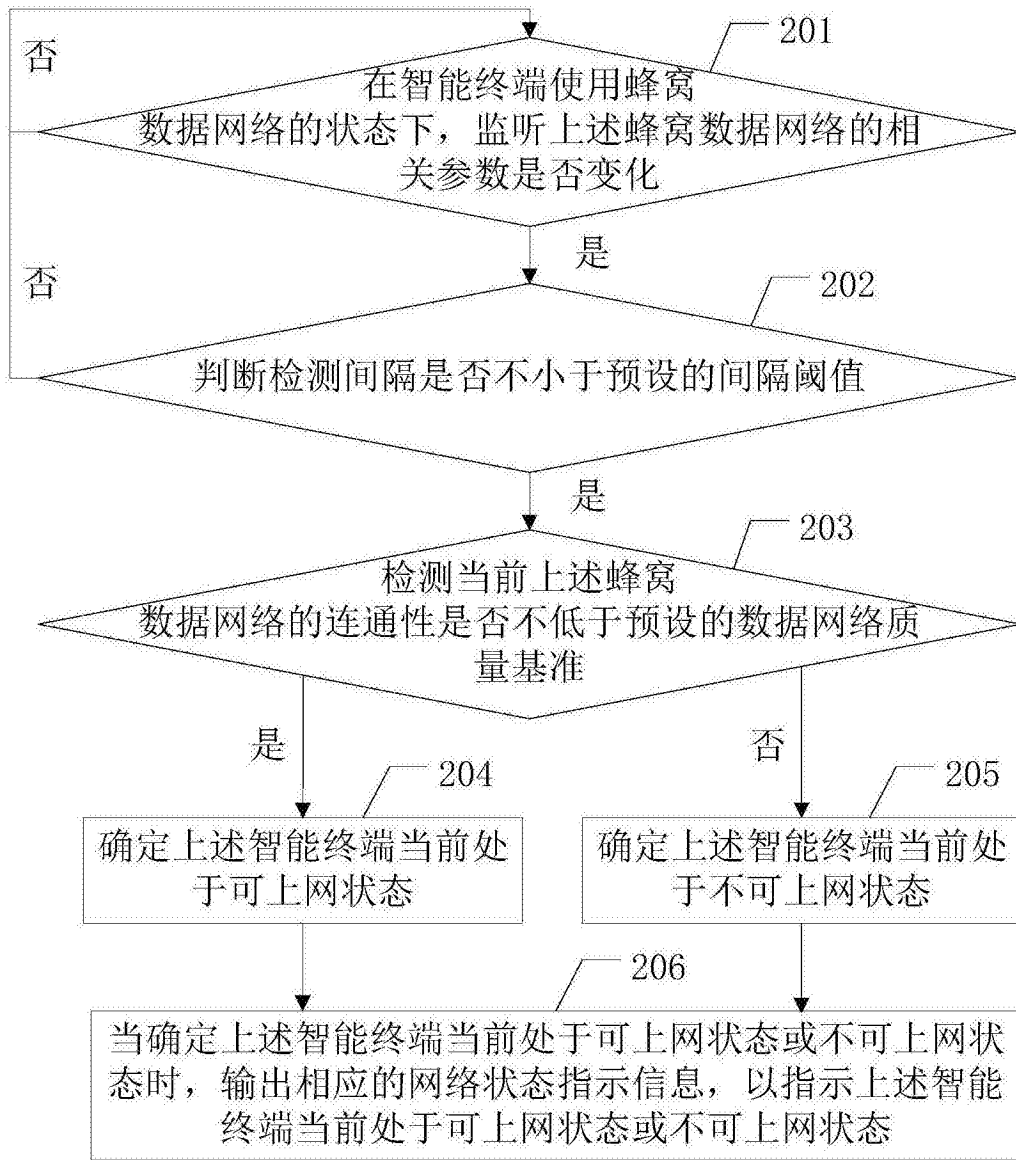 201
否
在智能终端使用蜂窝
数据网络的状态下，监听上述蜂窝数据网络的相
关参数是否变化
是
否
202
判断检测间隔是否不小于预设的间隔阈值
是
203
检测当前上述蜂窝
数据网络的连通性是否不低于预设的数据网络质
量基准
是
否
204
205
确定上述智能终端当前处
于可上网状态
确定上述智能终端当前处
于不可上网状态
206
当确定上述智能终端当前处于可上网状态或不可上网状
态时，输出相应的网络状态指示信息，以指示上述智能
终端当前处于可上网状态或不可上网状态